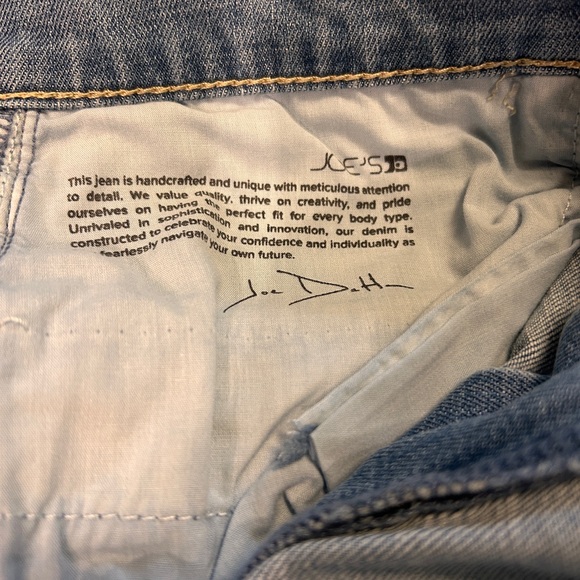 JOE'S
This jean is handcrafted and unique with meticulous attention
to detail. We value quality, thrive on creativity, and pride
ourselves on having the perfect fit for every body type.
Unrivaled in sophistication and innovation, our denim is
constructed to celebrate your confidence and individuality as
fearlessly navigate your own future.
Joe Dahan